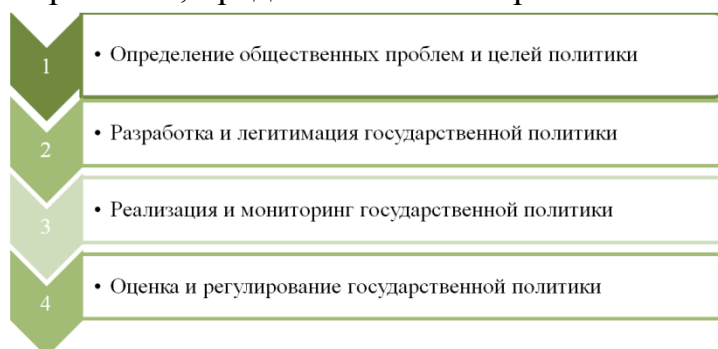 1
• Определение общественных проблем и целей политики
2
• Разработка и легитимация государственной политики
3
• Реализация и мониторинг государственной политики
4
• Оценка и регулирование государственной политики